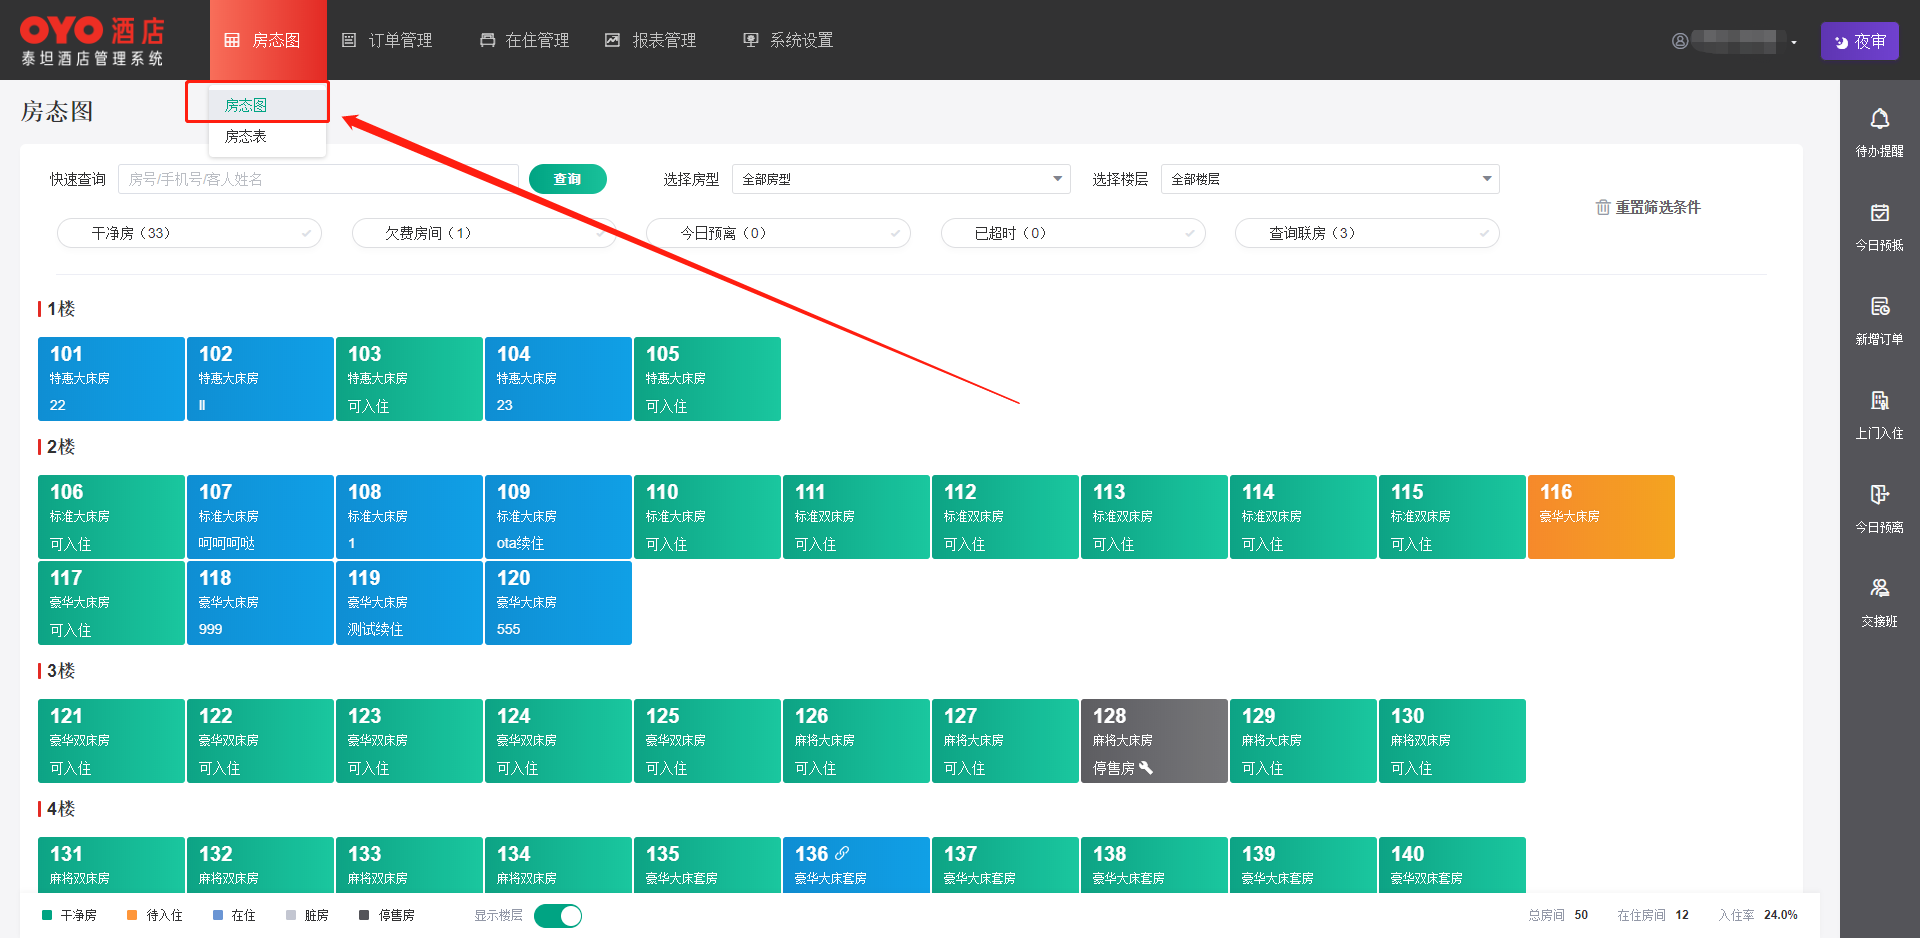 OYO 酒店
泰坦酒店管理系统
房态图 订单管理 在住管理 报表管理 系统设置 夜审
房态图
房态图
房态表
快速查询 房号/手机号/客人姓名 查询 选择房型 全部房型 选择楼层 全部楼层
重置筛选条件
干净房（33） 欠费房间（1） 今日预离（0） 已超时（0） 查询联房（3）
1楼
101 102 103 104 105
特惠大床房 特惠大床房 特惠大床房 特惠大床房 特惠大床房
22 ll 可入住 23 可入住
2楼
106 107 108 109 110 111 112 113 114 115 116
标准大床房 标准大床房 标准大床房 标准大床房 标准大床房 标准双床房 标准双床房 标准双床房 标准双床房 标准双床房 豪华大床房
可入住 呵呵呵哒 1 ota续住 可入住 可入住 可入住 可入住 可入住 可入住
117 118 119 120
豪华大床房 豪华大床房 豪华大床房 豪华大床房
可入住 999 测试续住 555
3楼
121 122 123 124 125 126 127 128 129 130
豪华双床房 豪华双床房 豪华双床房 豪华双床房 豪华双床房 麻将大床房 麻将大床房 麻将大床房 麻将大床房 麻将双床房
可入住 可入住 可入住 可入住 可入住 可入住 可入住 停售房 可入住 可入住
4楼
131 132 133 134 135 136 137 138 139 140
麻将双床房 麻将双床房 麻将双床房 麻将双床房 豪华大床套房 豪华大床套房 豪华大床套房 豪华大床套房 豪华大床套房 豪华双床套房
干净房 待入住 在住 脏房 停售房 显示楼层 总房间 50 在住房间 12 入住率 24.0%
待办提醒
今日预抵
新增订单
上门入住
今日预离
交接班